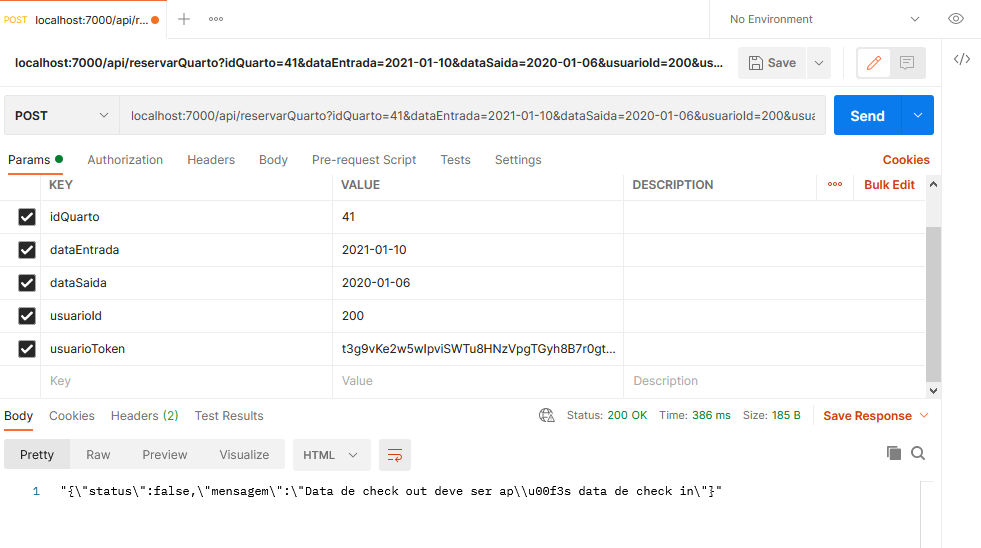 POST localhost:7000/api/r... + ooo No Environment
localhost:7000/api/reservarQuarto?idQuarto=41&dataEntrada=2021-01-10&dataSaida=2020-01-06&usuarioId=200&us... Save </>
POST localhost:7000/api/reservarQuarto?idQuarto=41&dataEntrada=2021-01-10&dataSaida=2020-01-06&usuarioId=200&usua Send
Params Authorization Headers Body Pre-request Script Tests Settings Cookies
KEY VALUE DESCRIPTION ooo Bulk Edit
idQuarto 41
dataEntrada 2021-01-10
dataSaida 2020-01-06
usuarioId 200
usuarioToken t3g9vKe2w5wIpviSWTu8HNzVpgTGyh8B7r0gt...
Key Value Description
Body Cookies Headers (2) Test Results Status: 200 OK Time: 386 ms Size: 185 B Save Response
Pretty Raw Preview Visualize HTML
1 "{\"status\":false,\"mensagem\":\"Data de check out deve ser ap\\u00f3s data de check in\"}"